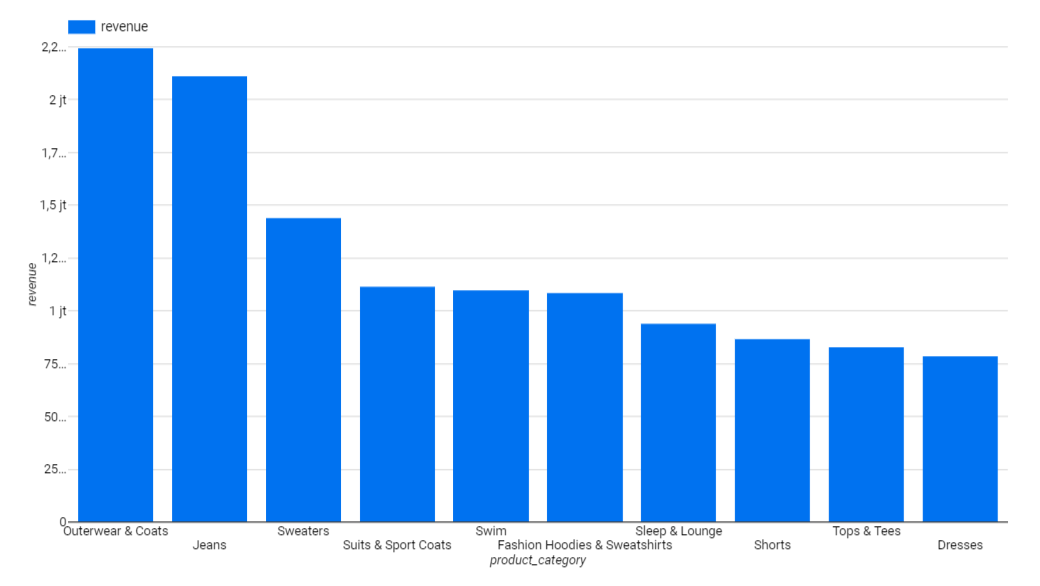 revenue
2,2...
2 jt
1,7...
1,5 jt
1,2...
1 jt
75...
50...
25...
0
revenue
Outerwear & Coats
Jeans
Sweaters
Suits & Sport Coats
Swim
Fashion Hoodies & Sweatshirts
Sleep & Lounge
Shorts
Tops & Tees
Dresses
product_category